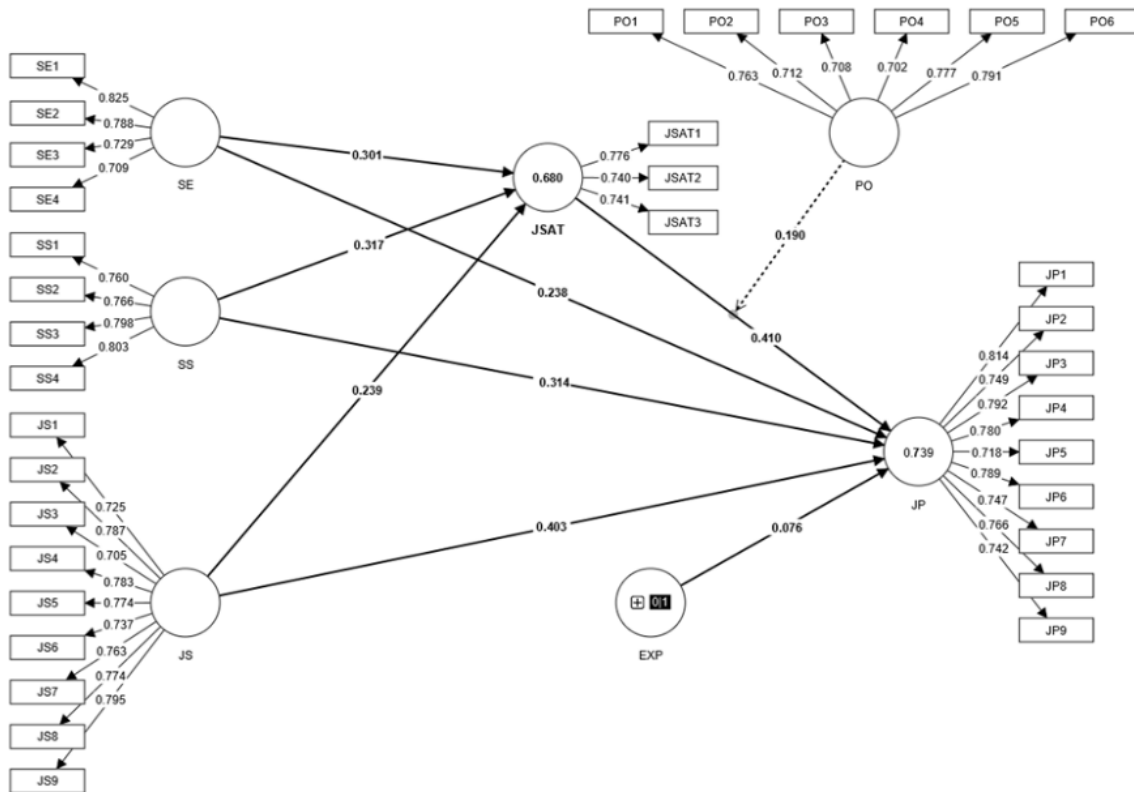 PO1 PO2 PO3 PO4 PO5 PO6
0.763 0.712 0.708 0.702 0.777 0.791
PO
0.190
SE1
SE2
SE3
SE4
0.825
0.788
0.729
0.709
SE
0.301
0.238
SS1
SS2
SS3
SS4
0.760
0.766
0.798
0.803
SS
0.317
0.314
JS1
JS2
JS3
JS4
JS5
JS6
JS7
JS8
JS9
0.725
0.787
0.705
0.783
0.774
0.737
0.763
0.774
0.795
JS
0.239
0.403
0.680
JSAT
0.776
0.740
0.741
JSAT1
JSAT2
JSAT3
0.410
0|1
EXP
0.076
0.739
JP
0.814
0.749
0.792
0.780
0.718
0.789
0.747
0.766
0.742
JP1
JP2
JP3
JP4
JP5
JP6
JP7
JP8
JP9